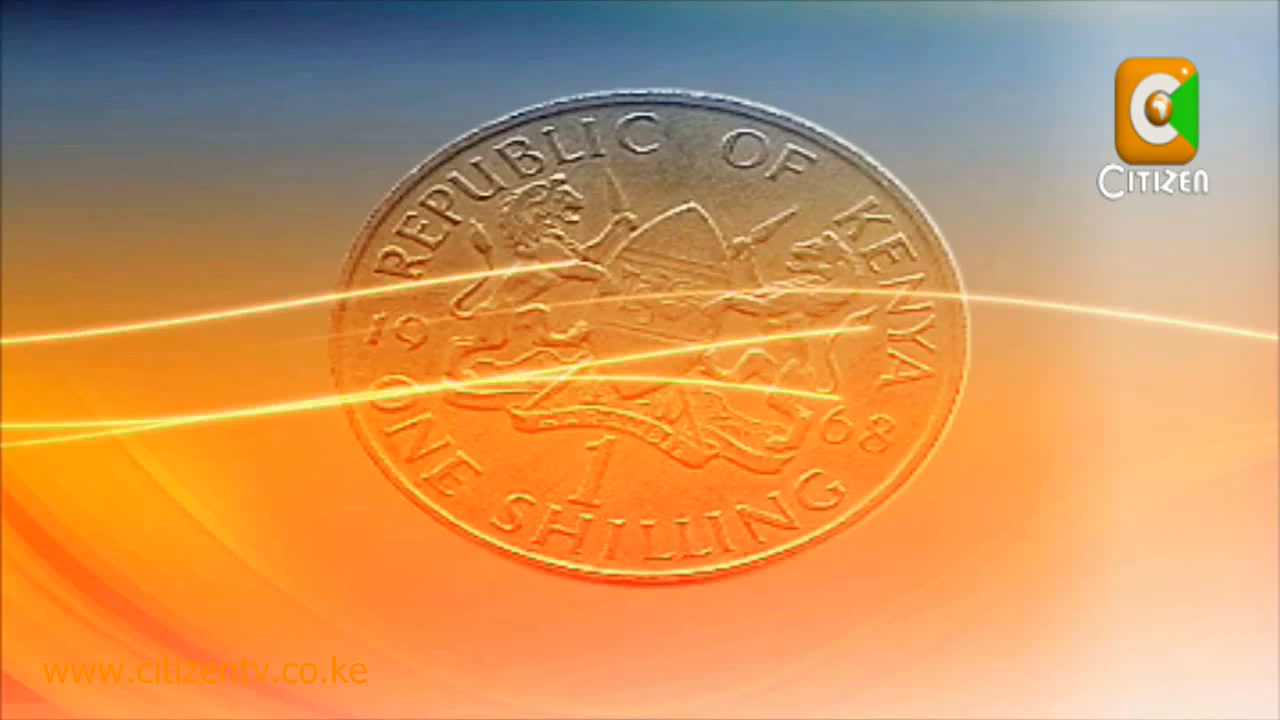 CITIZEN
REPUBLIC OF KENYA
19 68
1
ONE SHILLING
www.citizentv.co.ke